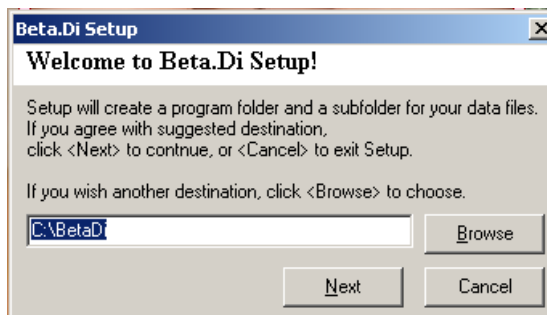 Beta.Di Setup
Welcome to Beta.Di Setup!
Setup will create a program folder and a subfolder for your data files.
If you agree with suggested destination,
click <Next> to contnue, or <Cancel> to exit Setup.
If you wish another destination, click <Browse> to choose.
C:\BetaDi
Browse
Next
Cancel